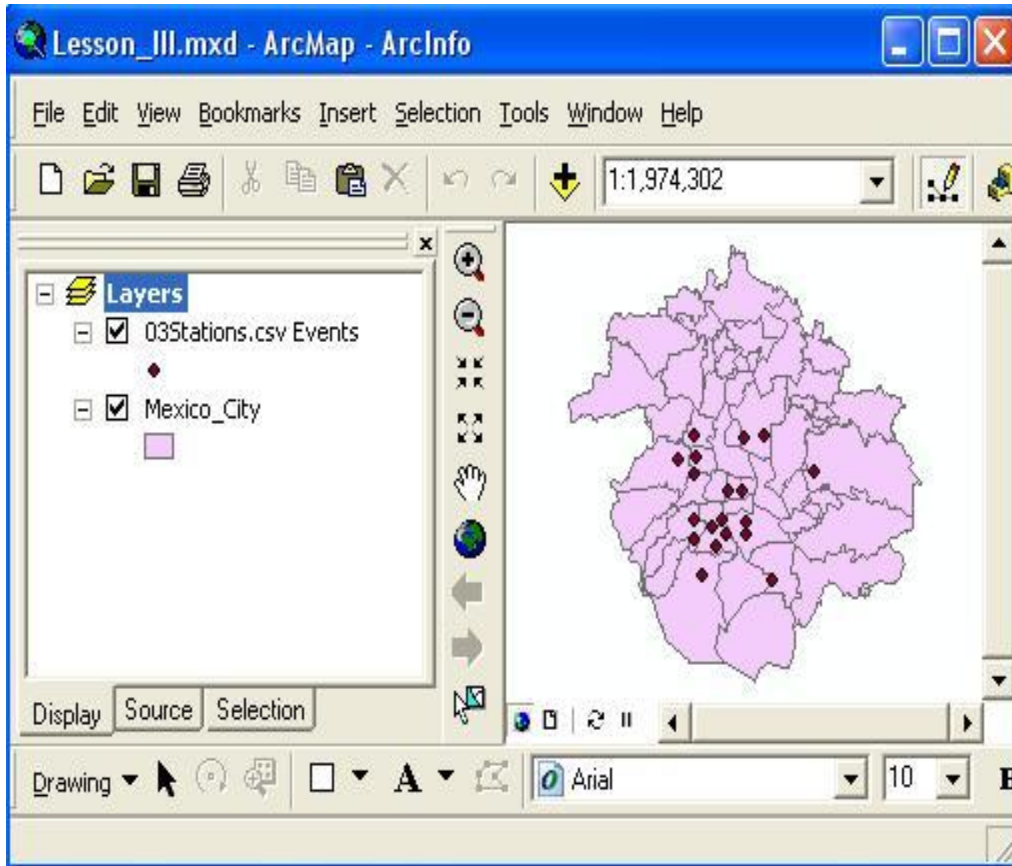 Lesson_III.mxd - ArcMap - ArcInfo
File Edit View Bookmarks Insert Selection Tools Window Help
1:1,974,302
Layers
03Stations.csv Events
Mexico_City
Display Source Selection
Drawing A Arial 10 B